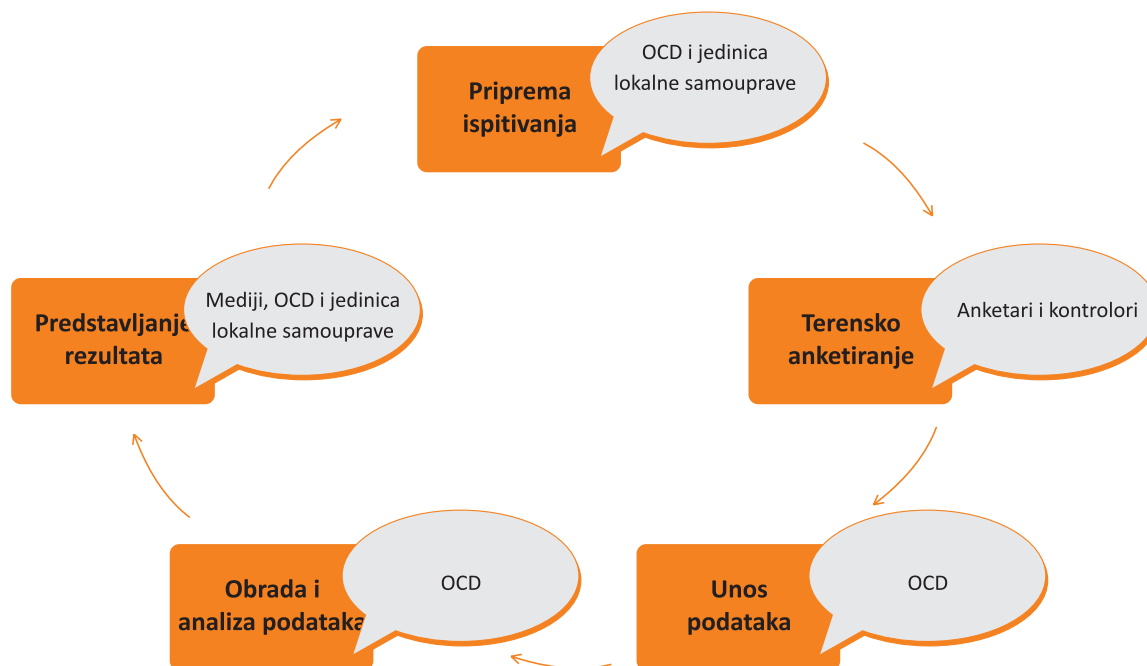 Priprema
ispitivanja
OCD i jedinica
lokalne samouprave
Terensko
anketiranje
Anketari i kontrolori
Unos
podataka
OCD
Obrada i
analiza podataka
OCD
Predstavljanje
rezultata
Mediji, OCD i jedinica
lokalne samouprave